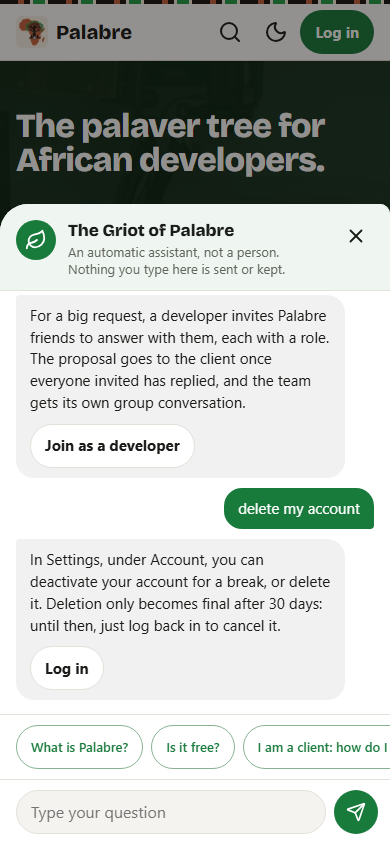 Palabre
Log in
The palaver tree for
African developers.
The Griot of Palabre
An automatic assistant, not a person.
Nothing you type here is sent or kept.
For a big request, a developer invites Palabre
friends to answer with them, each with a role.
The proposal goes to the client once
everyone invited has replied, and the team
gets its own group conversation.
Join as a developer
delete my account
In Settings, under Account, you can
deactivate your account for a break, or delete
it. Deletion only becomes final after 30 days:
until then, just log back in to cancel it.
Log in
What is Palabre?
Is it free?
I am a client: how do I
Type your question